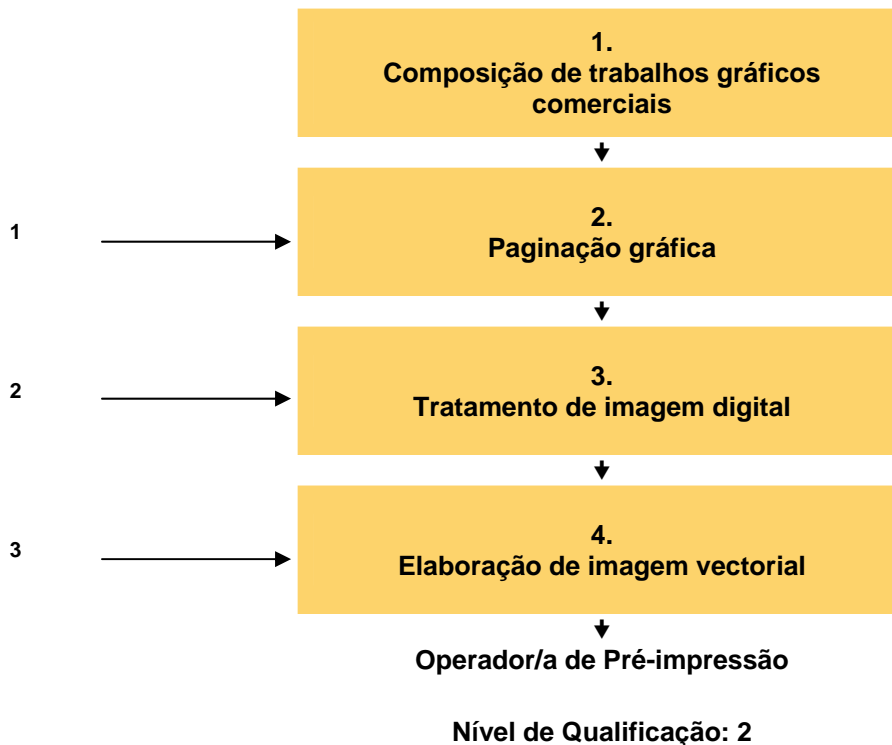 1.
Composição de trabalhos gráficos
comerciais
1
2.
Paginação gráfica
2
3.
Tratamento de imagem digital
3
4.
Elaboração de imagem vectorial
Operador/a de Pré-impressão
Nível de Qualificação: 2